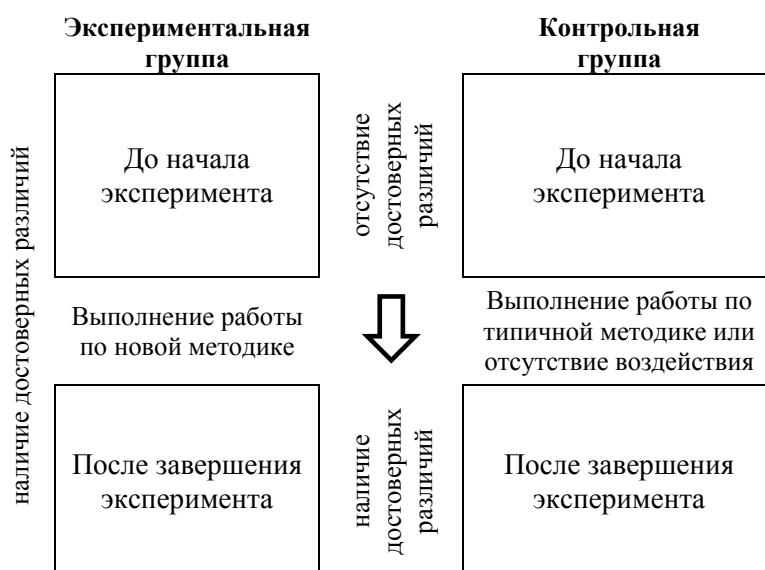 Экспериментальная
группа
Контрольная
группа
наличие достоверных различий
До начала
эксперимента
отсутствие
достоверных
различий
До начала
эксперимента
Выполнение работы
по новой методике
Выполнение работы по
типичной методике или
отсутствие воздействия
После завершения
эксперимента
наличие
достоверных
различий
После завершения
эксперимента